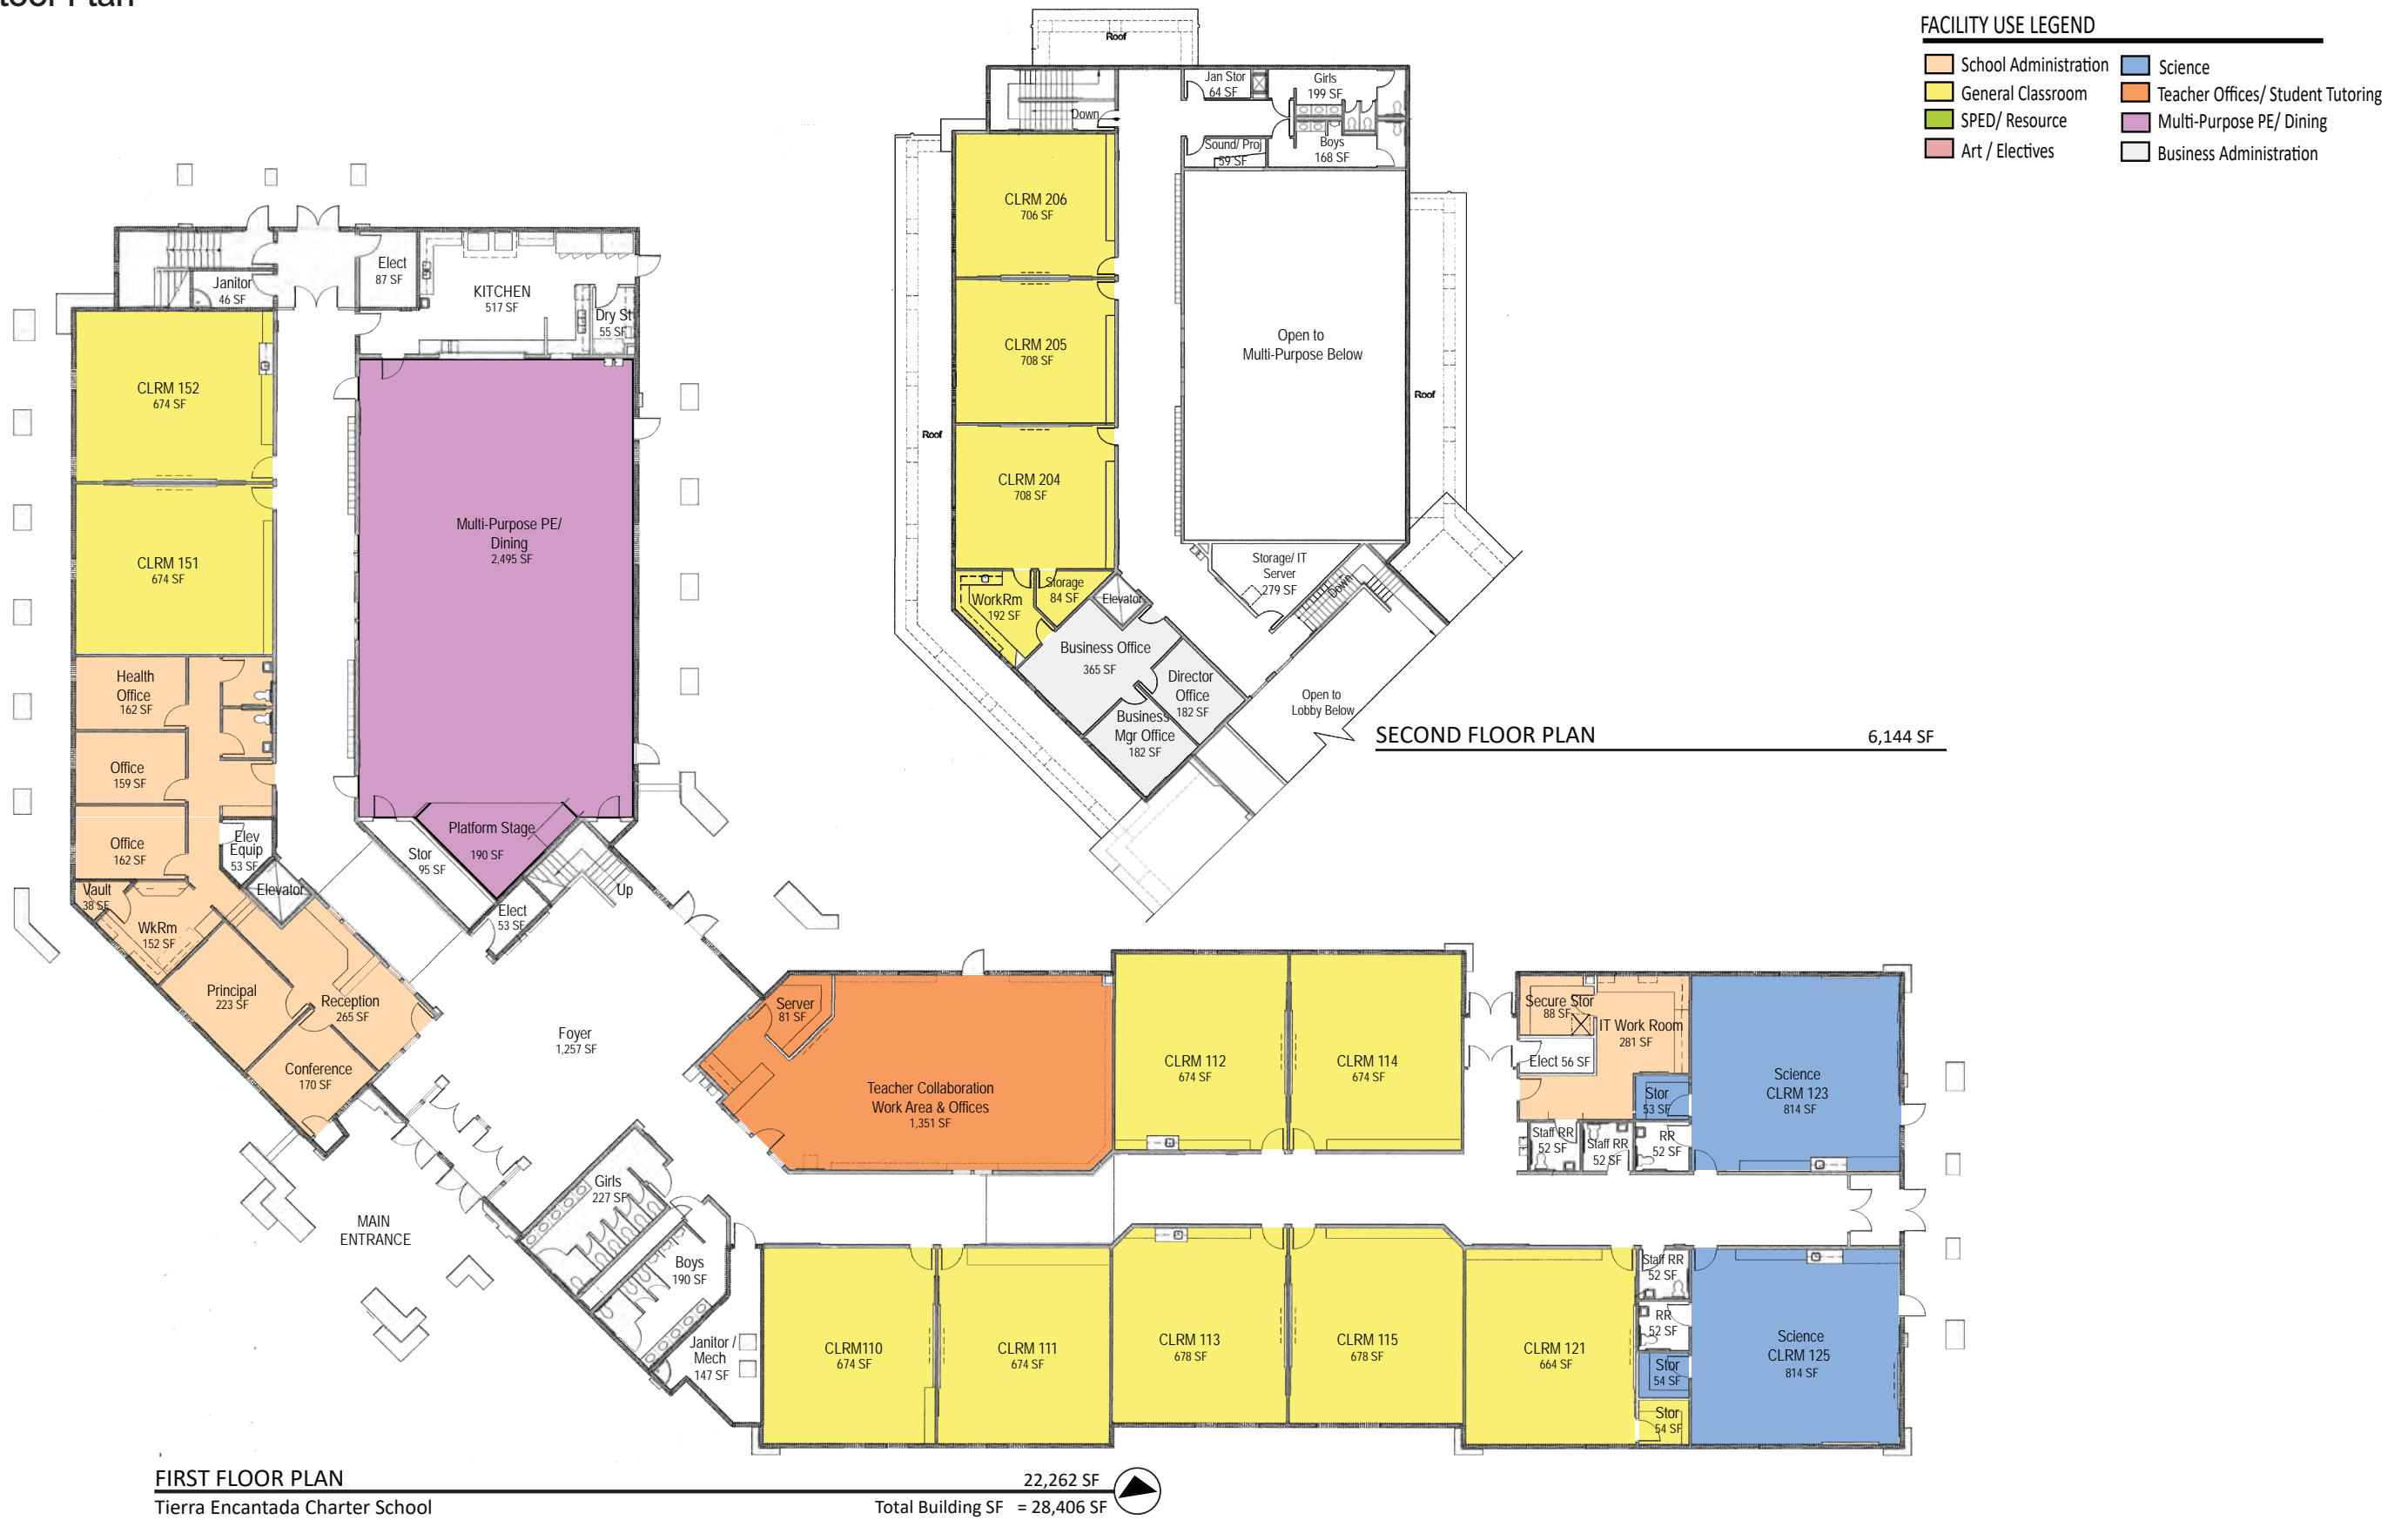 Floor Plan
FACILITY USE LEGEND
School Administration
General Classroom
SPED/ Resource
Art / Electives
Science
Teacher Offices/ Student Tutoring
Multi-Purpose PE/ Dining
Business Administration
Roof
Down
Jan Stor
64 SF
Girls
199 SF
Sound/ Proj
59 SF
Boys
168 SF
CLRM 206
706 SF
CLRM 205
708 SF
CLRM 204
708 SF
Open to
Multi-Purpose Below
Roof
Roof
WorkRm
192 SF
Storage
84 SF
Elevator
Storage/ IT
Server
279 SF
Down
Business Office
365 SF
Director
Office
182 SF
Business
Mgr Office
182 SF
Open to
Lobby Below
SECOND FLOOR PLAN
6,144 SF
Janitor
46 SF
Elect
87 SF
KITCHEN
517 SF
Dry St
55 SF
CLRM 152
674 SF
CLRM 151
674 SF
Multi-Purpose PE/
Dining
2,495 SF
Health
Office
162 SF
Office
159 SF
Office
162 SF
Elev
Equip
53 SF
Vault
38 SF
Elevator
WkRm
152 SF
Platform Stage
190 SF
Stor
95 SF
Up
Elect
53 SF
Principal
223 SF
Reception
265 SF
Conference
170 SF
Foyer
1,257 SF
MAIN
ENTRANCE
Server
81 SF
Teacher Collaboration
Work Area & Offices
1,351 SF
CLRM 112
674 SF
CLRM 114
674 SF
Secure Stor
88 SF
IT Work Room
281 SF
Elect 56 SF
Stor
53 SF
Science
CLRM 123
814 SF
Staff RR
52 SF
Staff RR
52 SF
RR
52 SF
Girls
227 SF
Boys
190 SF
Janitor /
Mech
147 SF
CLRM110
674 SF
CLRM 111
674 SF
CLRM 113
678 SF
CLRM 115
678 SF
CLRM 121
664 SF
Staff RR
52 SF
RR
52 SF
Stor
54 SF
Stor
54 SF
Science
CLRM 125
814 SF
FIRST FLOOR PLAN
22,262 SF
Tierra Encantada Charter School
Total Building SF = 28,406 SF